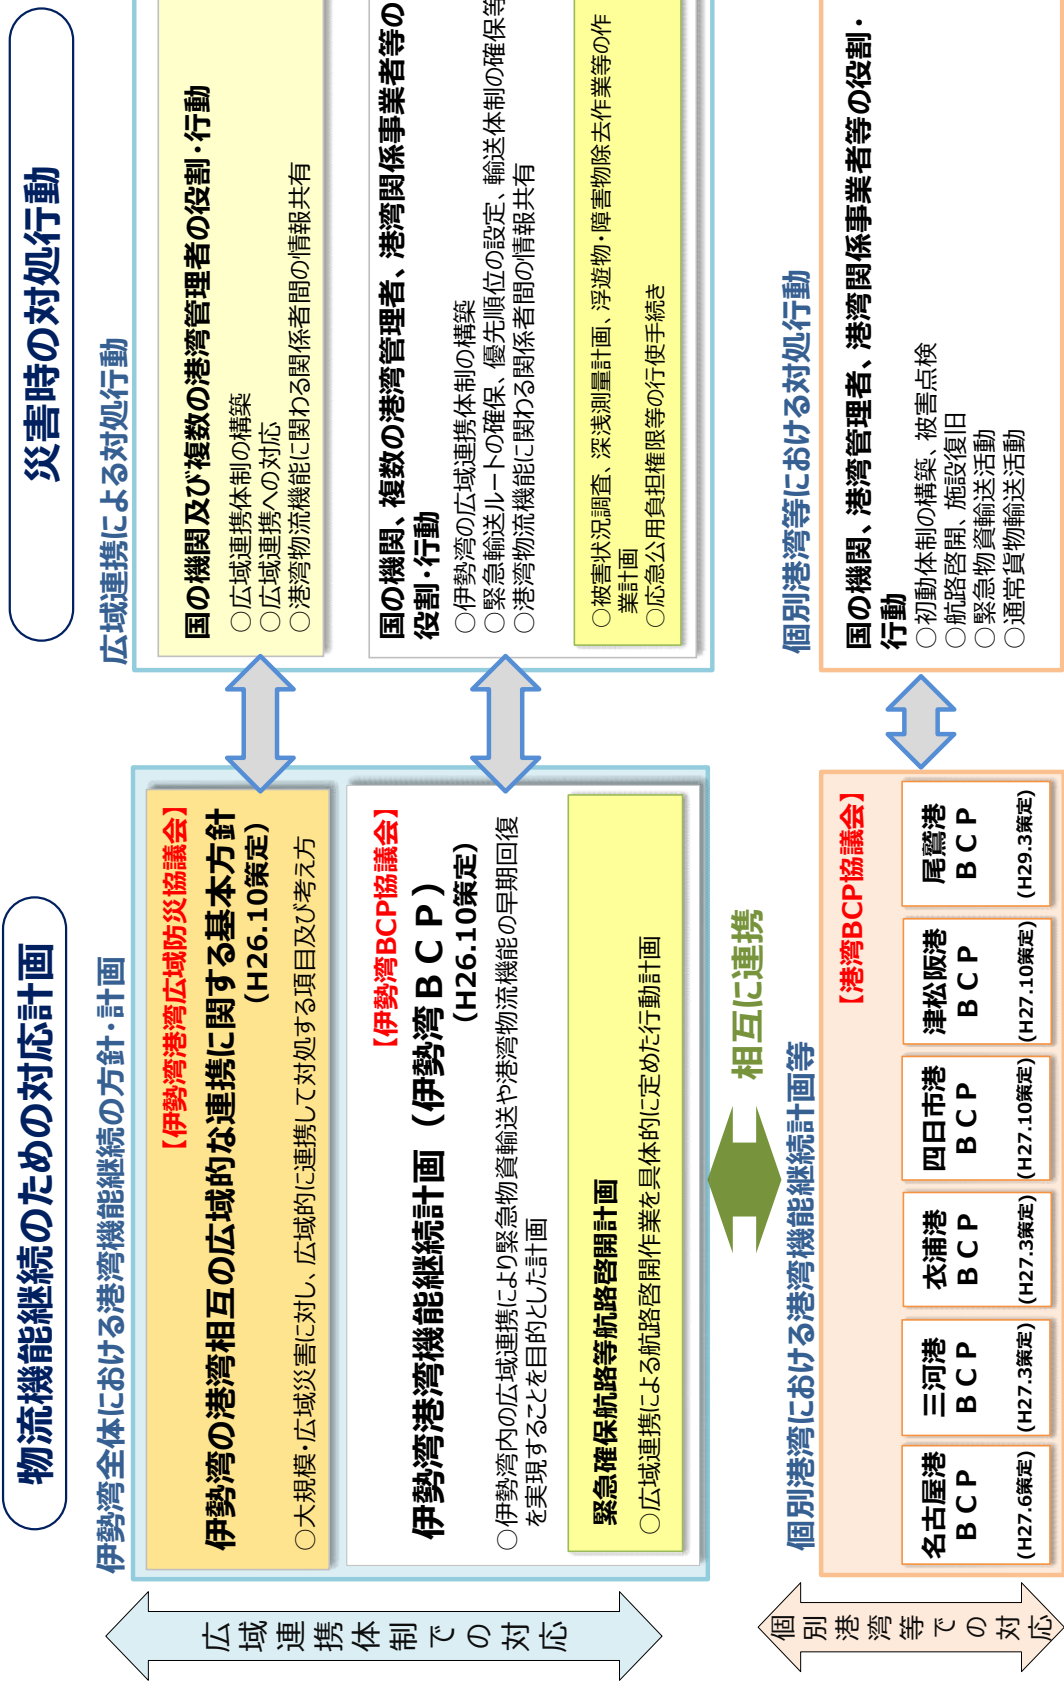 物流機能継続のための対応計画
伊勢湾全体における港湾機能継続の方針・計画
【伊勢湾港湾広域防災協議会】
伊勢湾の港湾相互の広域的な連携に関する基本方針
(H26.10策定)
○大規模・広域災害に対し、広域的に連携して対処する項目及び考え方
【伊勢湾BCP協議会】
伊勢湾港湾機能継続計画（伊勢湾ＢＣＰ）
(H26.10策定)
○伊勢湾内の広域連携により緊急物資輸送や港湾物流機能の早期回復
を実現することを目的とした計画
緊急確保航路等航路啓開計画
○広域連携による航路啓開作業を具体的に定めた行動計画
広域連携体制での対応
相互に連携
個別港湾における港湾機能継続計画等
【港湾BCP協議会】
名古屋港
ＢＣＰ
(H27.6策定)
三河港
ＢＣＰ
(H27.3策定)
衣浦港
ＢＣＰ
(H27.3策定)
四日市港
ＢＣＰ
(H27.10策定)
津松阪港
ＢＣＰ
(H27.10策定)
尾鷲港
ＢＣＰ
(H29.3策定)
個別港湾等での対応
災害時の対処行動
広域連携による対処行動
国の機関及び複数の港湾管理者の役割・行動
○広域連携体制の構築
○広域連携への対応
○港湾物流機能に関わる関係者間の情報共有
国の機関、複数の港湾管理者、港湾関係事業者等の
役割・行動
○伊勢湾の広域連携体制の構築
○緊急輸送ルートの確保、優先順位の設定、輸送体制の確保等
○港湾物流機能に関わる関係者間の情報共有
○被害状況調査、深浅測量計画、浮遊物・障害物除去作業等の作
業計画
○応急公用負担権限等の行使手続き
個別港湾等における対処行動
国の機関、港湾管理者、港湾関係事業者等の役割・
行動
○初動体制の構築、被害点検
○航路啓開、施設復旧
○緊急物資輸送活動
○通常貨物輸送活動